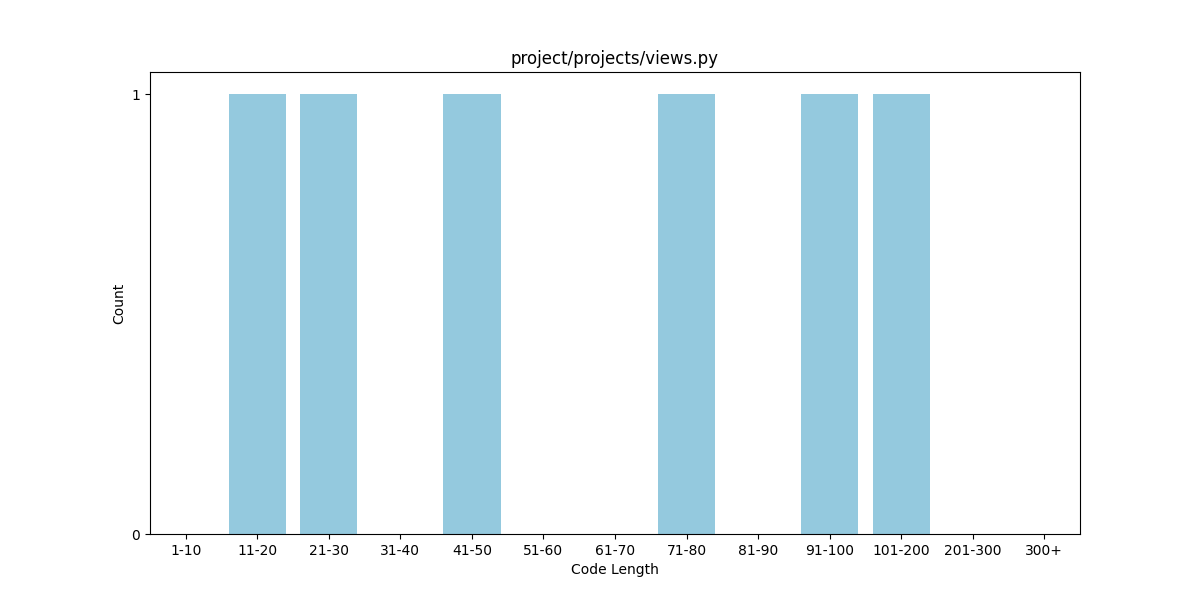 project/projects/views.py
1
0
Count
1-10 11-20 21-30 31-40 41-50 51-60 61-70 71-80 81-90 91-100 101-200 201-300 300+
Code Length